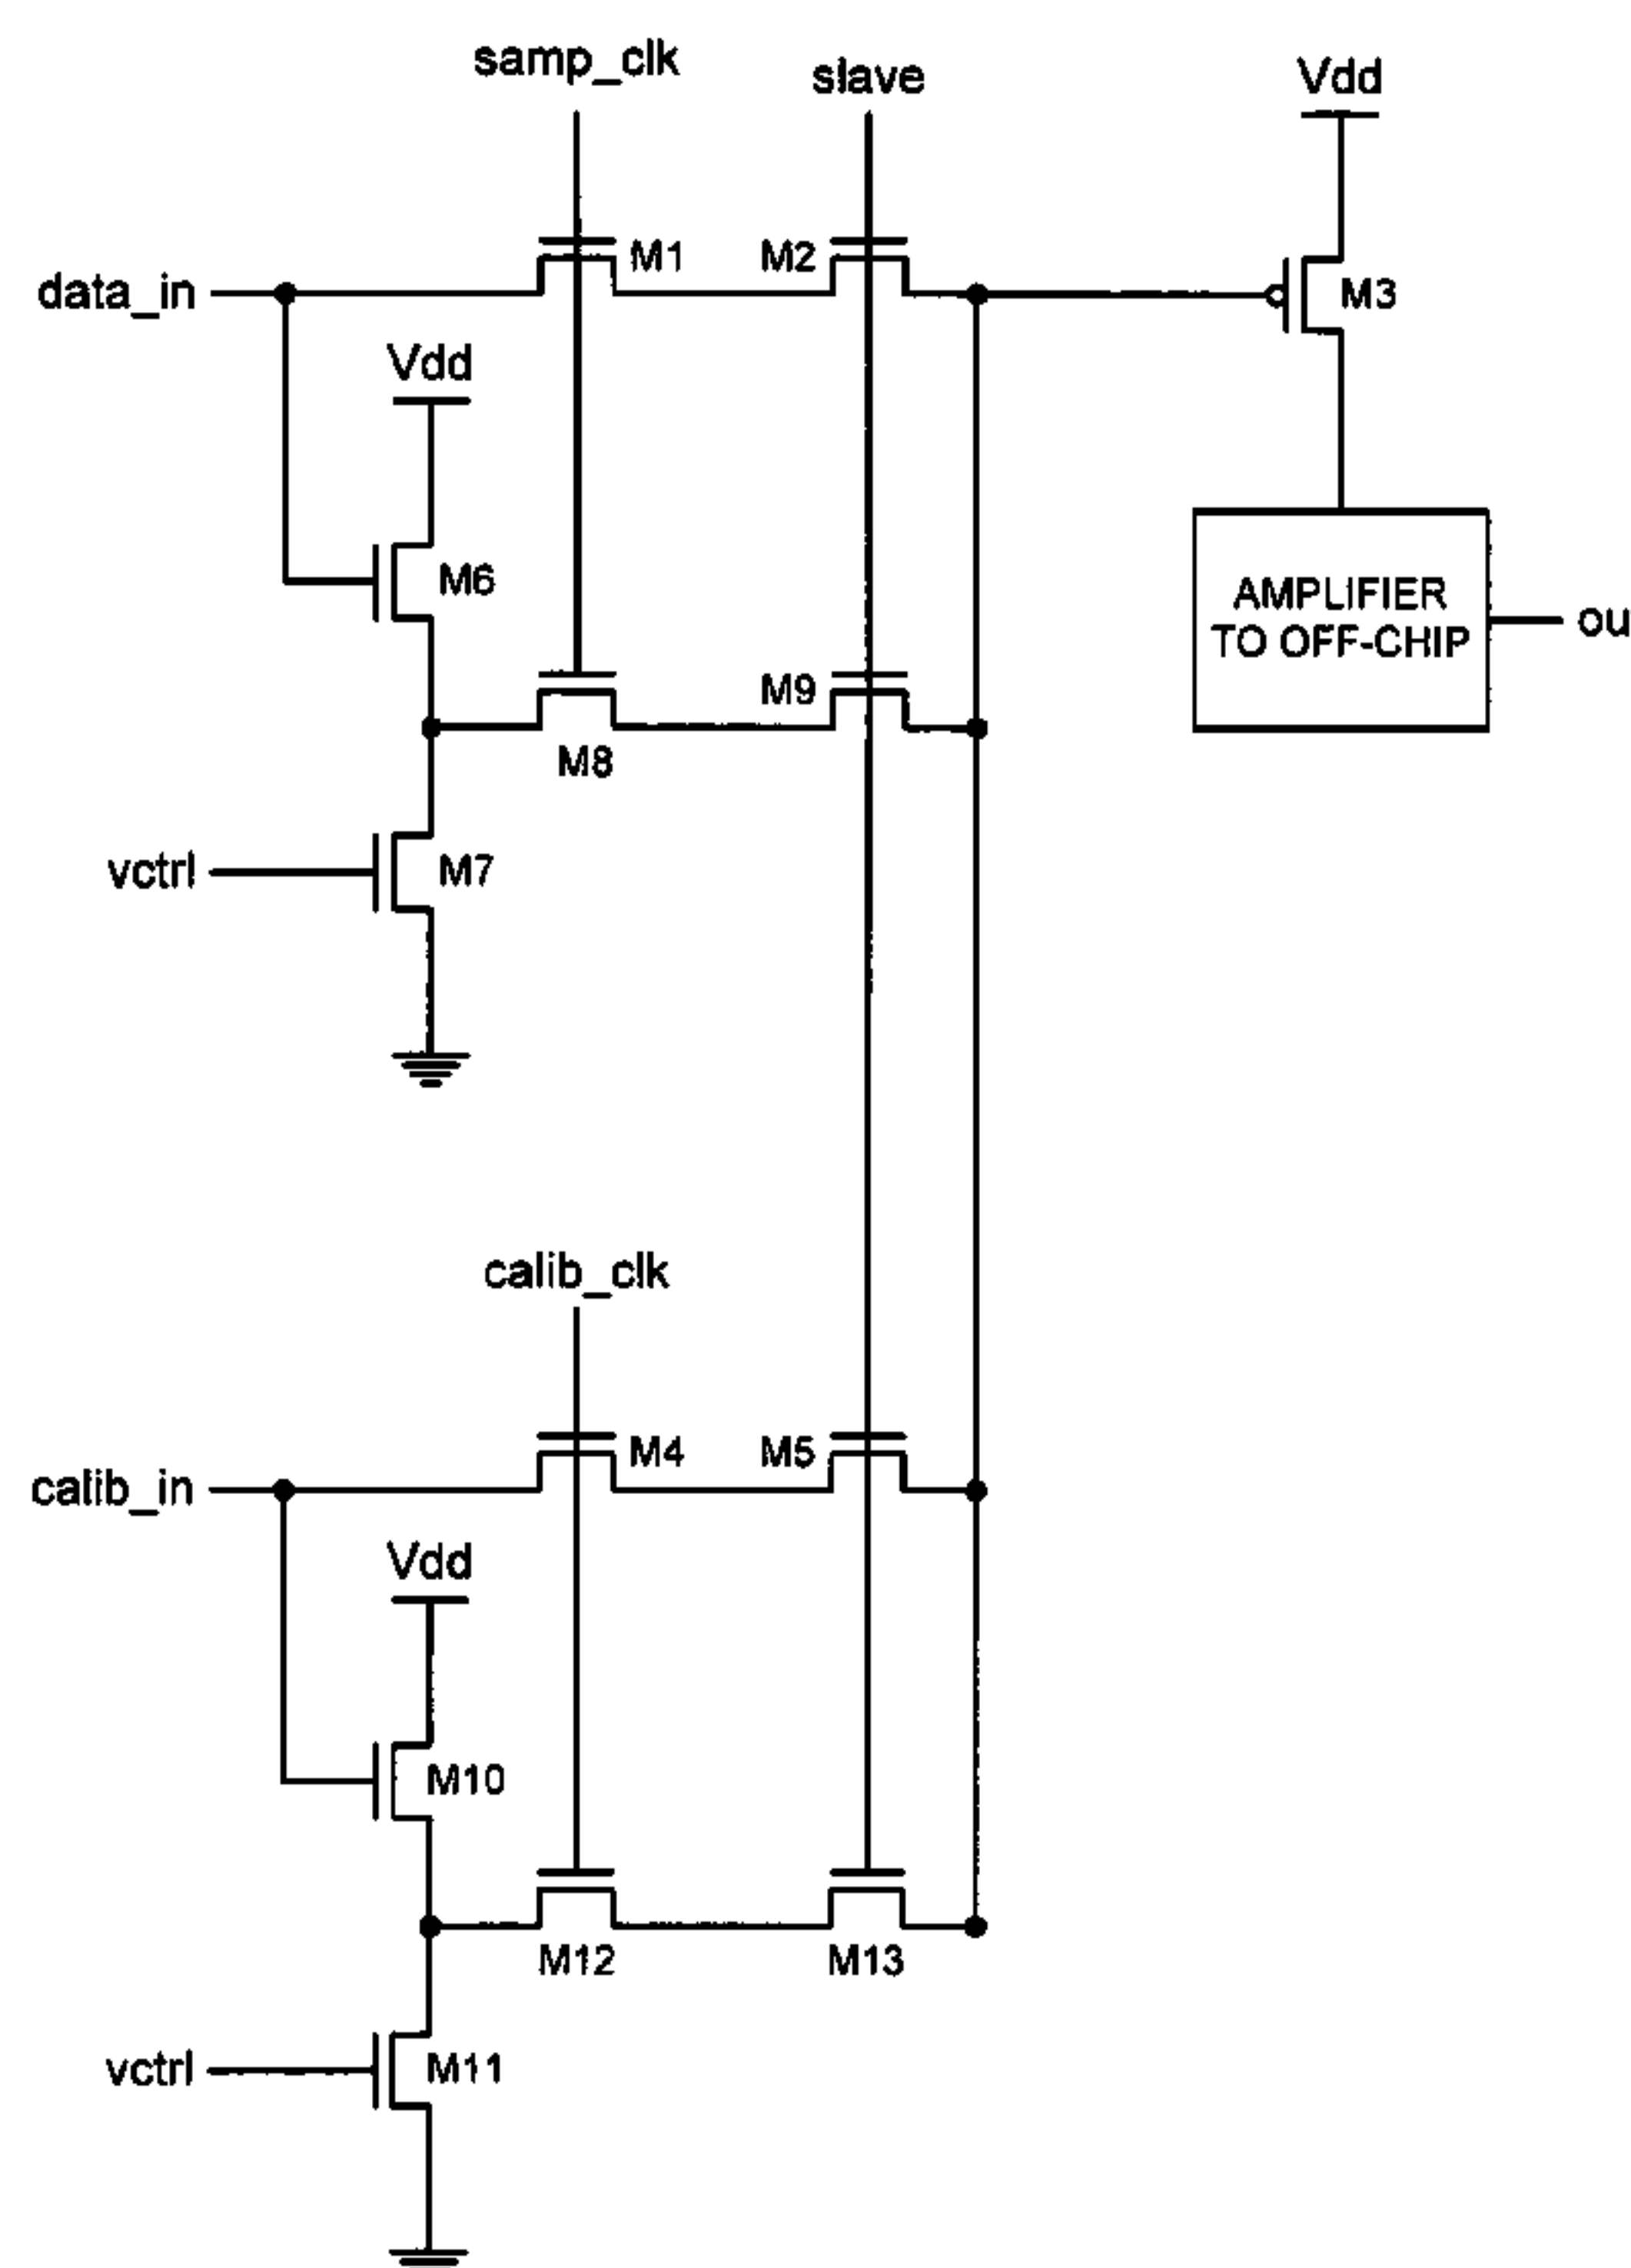 samp_clk
slave
Vdd
M1
M2
data_in
M3
Vdd
M6
AMPLIFIER
TO OFF-CHIP
ou
M9
M8
vctrl
M7
calib_clk
M4
M5
calib_in
Vdd
M10
M12
M13
vctrl
M11